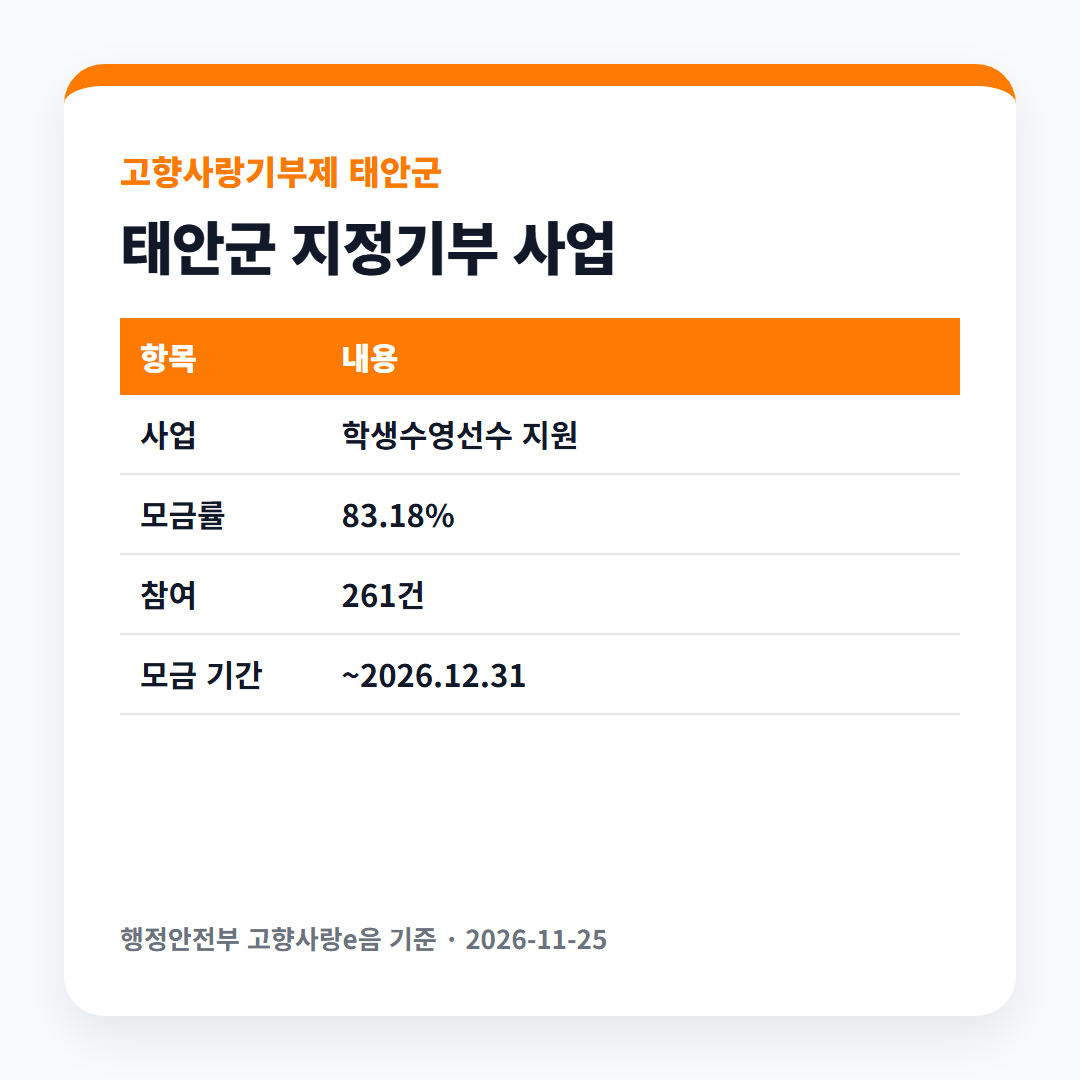 고향사랑기부제 태안군
태안군 지정기부 사업
항목 내용
사업 학생수영선수 지원
모금률 83.18%
참여 261건
모금 기간 ~2026.12.31
행정안전부 고향사랑e음 기준 · 2026-11-25